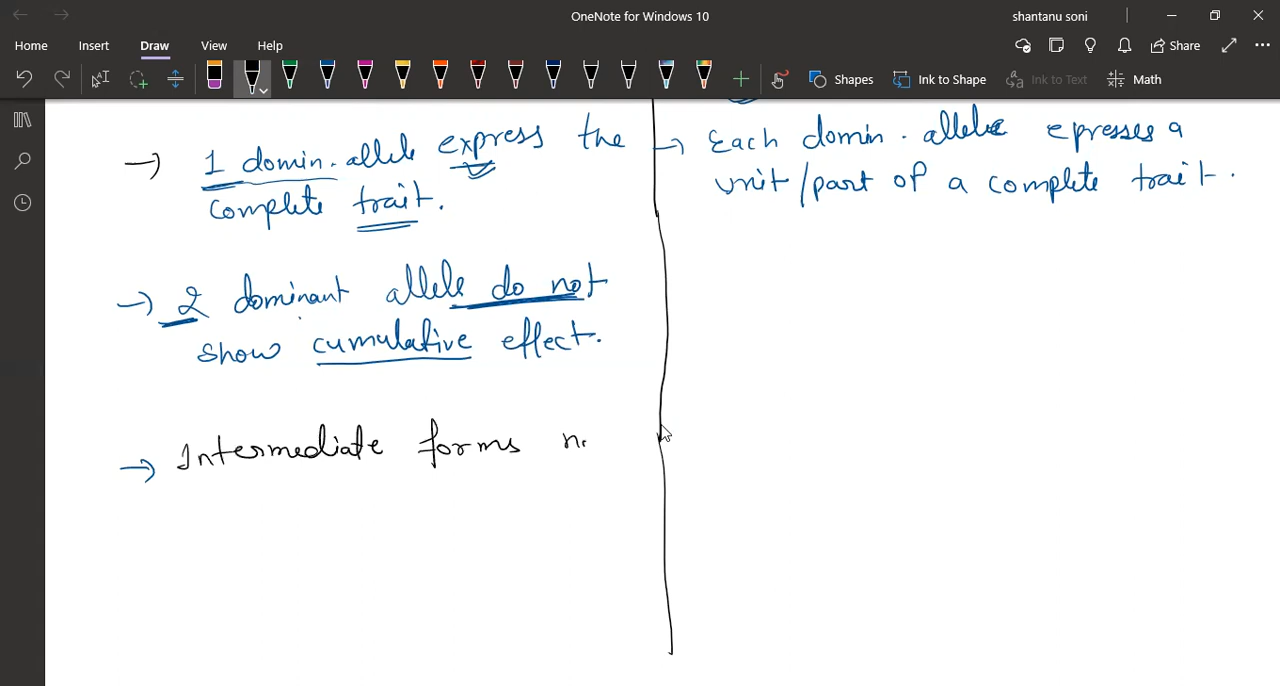 OneNote for Windows 10
shantanu soni
Home Insert Draw View Help
Share
Shapes
Ink to Shape
Ink to Text
Math
→ 1 domin. allele express the
complete trait.
→ 2 dominant allele do not
show cumulative effect.
→ Intermediate forms n
→ Each domin. allele epresses a
unit/part of a complete trait.